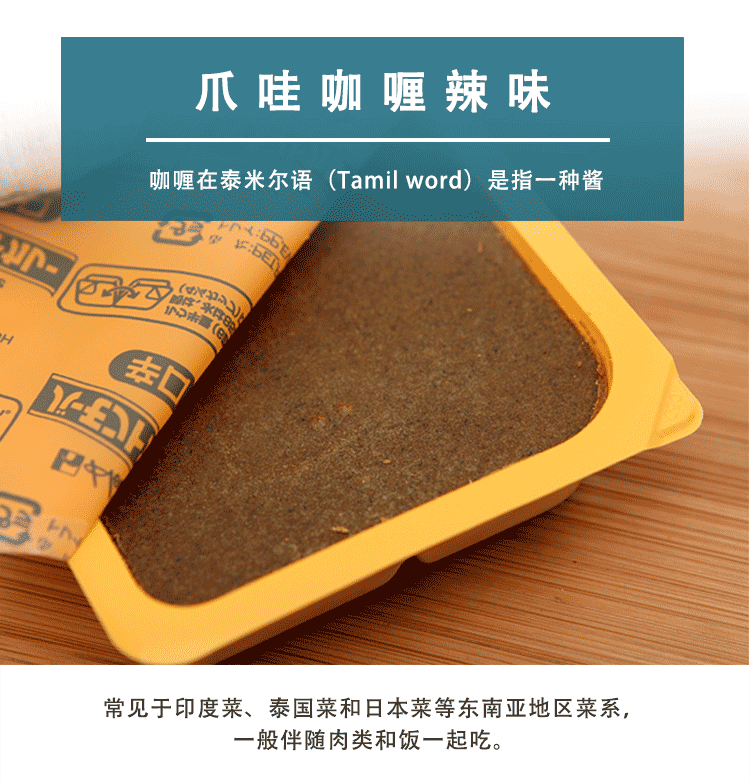 爪哇咖喱辣味
咖喱在泰米尔语（Tamil word）是指一种酱
辛口
常见于印度菜、泰国菜和日本菜等东南亚地区菜系，
一般伴随肉类和饭一起吃。